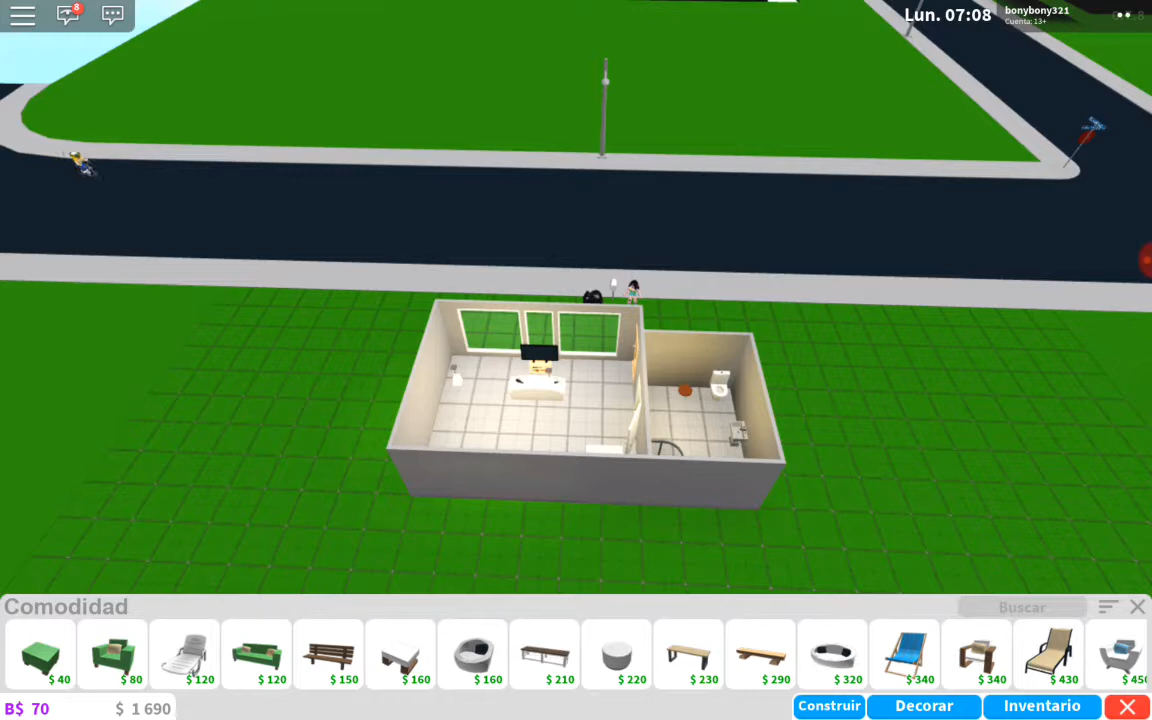 8
Lun. 07:08
bonybony321
Cuenta: 13+
Comodidad
Buscar
$ 40
$ 80
$ 120
$ 120
$ 150
$ 160
$ 160
$ 210
$ 220
$ 230
$ 290
$ 320
$ 340
$ 340
$ 430
$ 450
B$ 70
$ 1 690
Construir
Decorar
Inventario